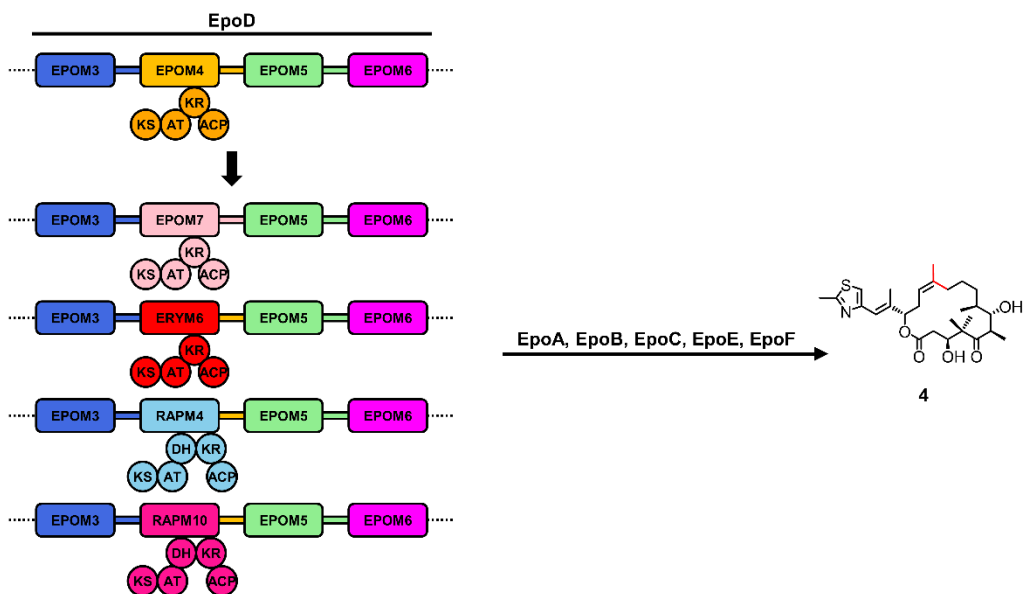 EpoD
EPOM3 EPOM4 EPOM5 EPOM6
KR
KS AT ACP
EPOM3 EPOM7 EPOM5 EPOM6
KR
KS AT ACP
EPOM3 ERYM6 EPOM5 EPOM6
KR
KS AT ACP
EPOM3 RAPM4 EPOM5 EPOM6
DH KR
KS AT ACP
EPOM3 RAPM10 EPOM5 EPOM6
DH KR
KS AT ACP
EpoA, EpoB, EpoC, EpoE, EpoF
S
N
OH
O
O OH O
4